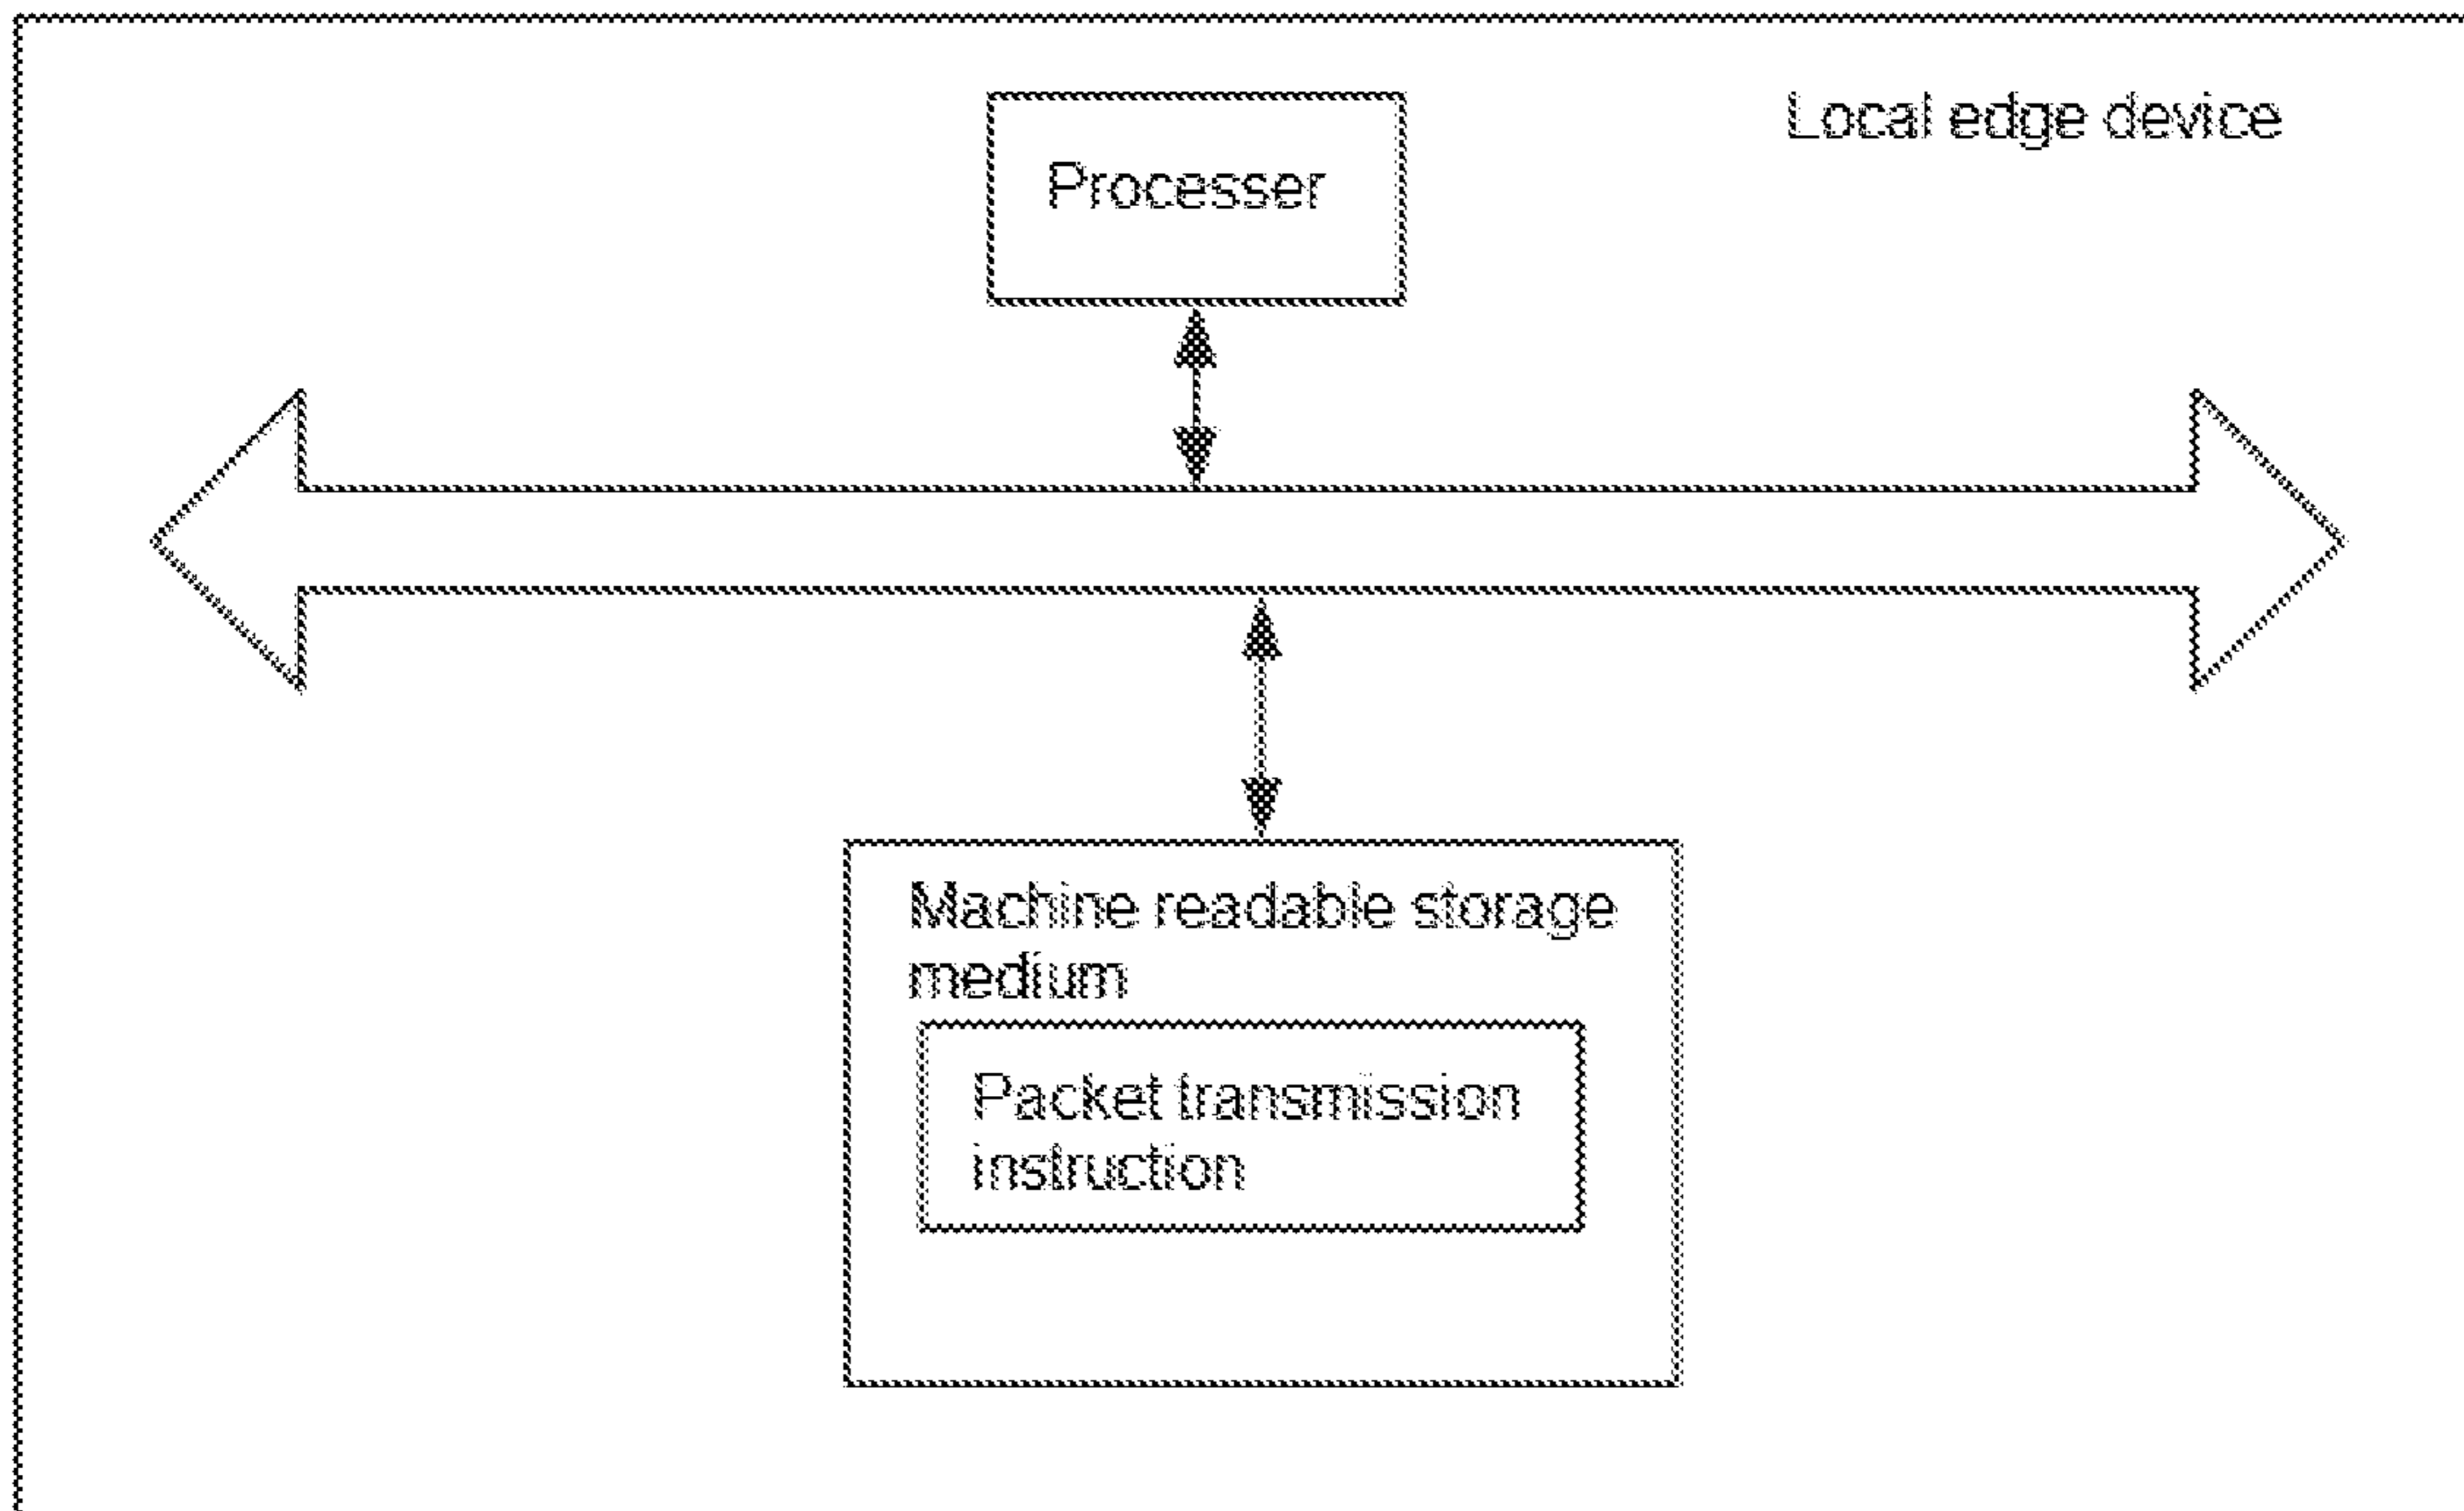 Local edge device
Processer
Machine readable storage
medium
Packet transmission
instruction